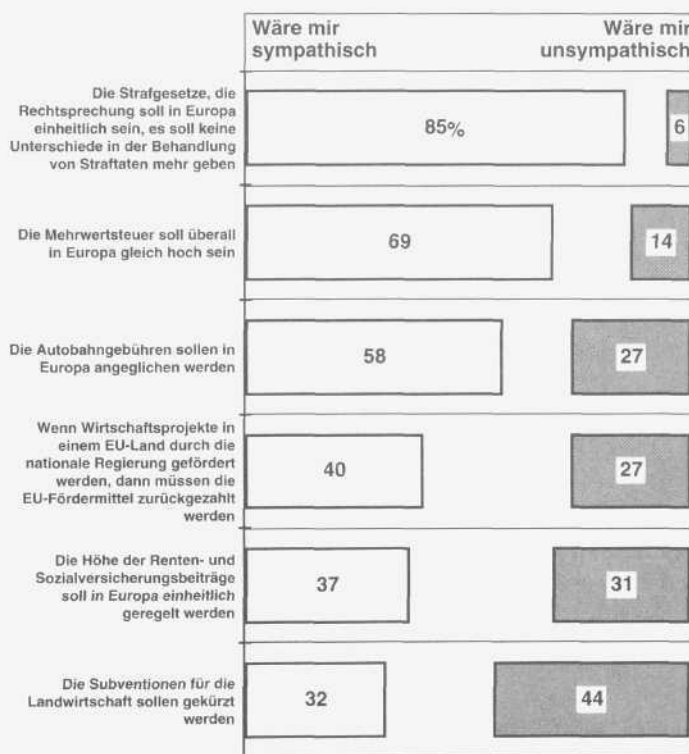 Wäre mir
sympathisch
Wäre mir
unsympathisch
Die Strafgesetze, die
Rechtsprechung soll in Europa
einheitlich sein, es soll keine
Unterschiede in der Behandlung
von Straftaten mehr geben
85%
6
Die Mehrwertsteuer soll überall
in Europa gleich hoch sein
69
14
Die Autobahngebühren sollen in
Europa angeglichen werden
58
27
Wenn Wirtschaftsprojekte in
einem EU-Land durch die
nationale Regierung gefördert
werden, dann müssen die
EU-Fördermittel zurückgezahlt
werden
40
27
Die Höhe der Renten- und
Sozialversicherungsbeiträge
soll in Europa einheitlich
geregelt werden
37
31
Die Subventionen für die
Landwirtschaft sollen gekürzt
werden
32
44